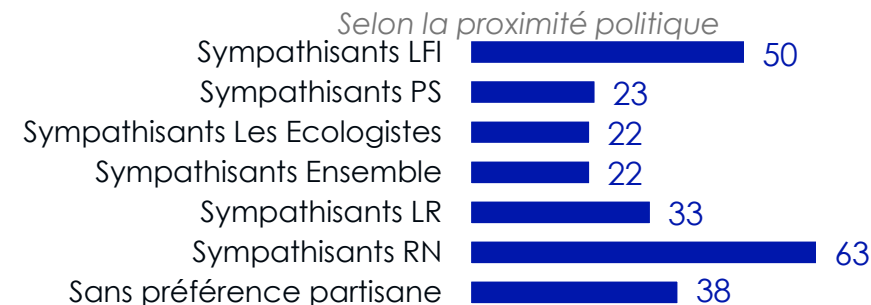 Selon la proximité politique
Sympathisants LFI 50
Sympathisants PS 23
Sympathisants Les Ecologistes 22
Sympathisants Ensemble 22
Sympathisants LR 33
Sympathisants RN 63
Sans préférence partisane 38